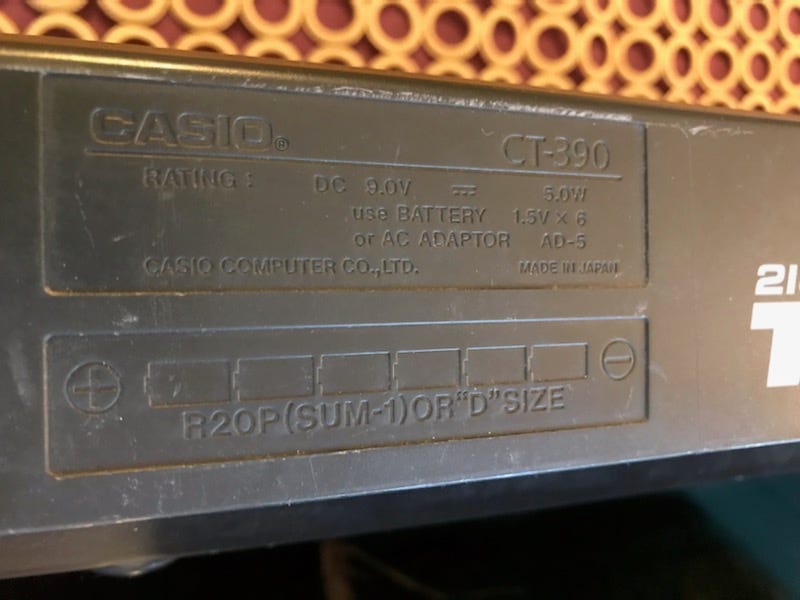 CASIO®
CT-390
RATING : DC 9.0V ⎓ 5.0W
use BATTERY 1.5V × 6
or AC ADAPTOR AD-5
CASIO COMPUTER CO.,LTD. MADE IN JAPAN
⊕ ⊖
R20P(SUM-1)OR"D"SIZE